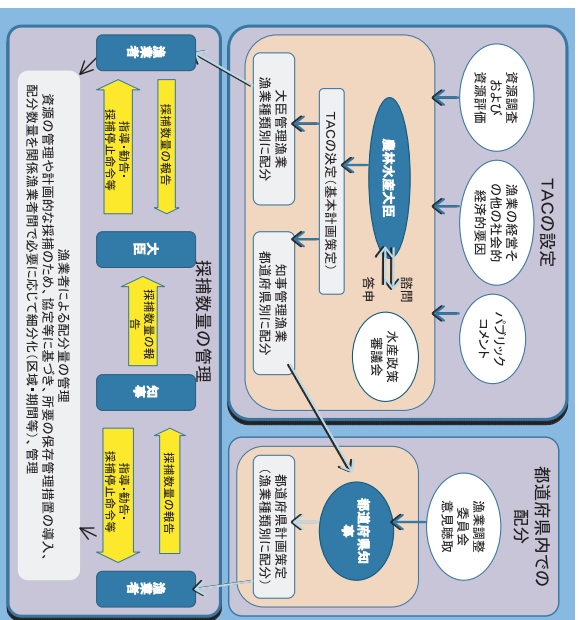 TACの設定
資源調査
および
資源評価
漁業の経営そ
の他の社会的
経済的要因
パブリック
コメント
農林水産大臣
諮問
答申
水産政策
審議会
TACの決定(基本計画策定)
大臣管理漁業
漁業種類別に配分
知事管理漁業
都道府県別に配分
都道府県内での
配分
漁業調整
委員会
意見聴取
都道府県知
事
都道府県計画策定
(漁業種類別に配分)
採捕数量の管理
漁業者
採捕数量の報告
指導・勧告・
採捕停止命令等
大臣
採捕数量の報
告
知事
採捕数量の報告
指導・勧告・
採捕停止命令等
漁業者
漁業者による配分量の管理
資源の管理や計画的な採捕のため、協定等に基づき、所要の保存管理措置の導入、
配分数量を関係漁業者間で必要に応じて細分化(区域・期間等)、管理